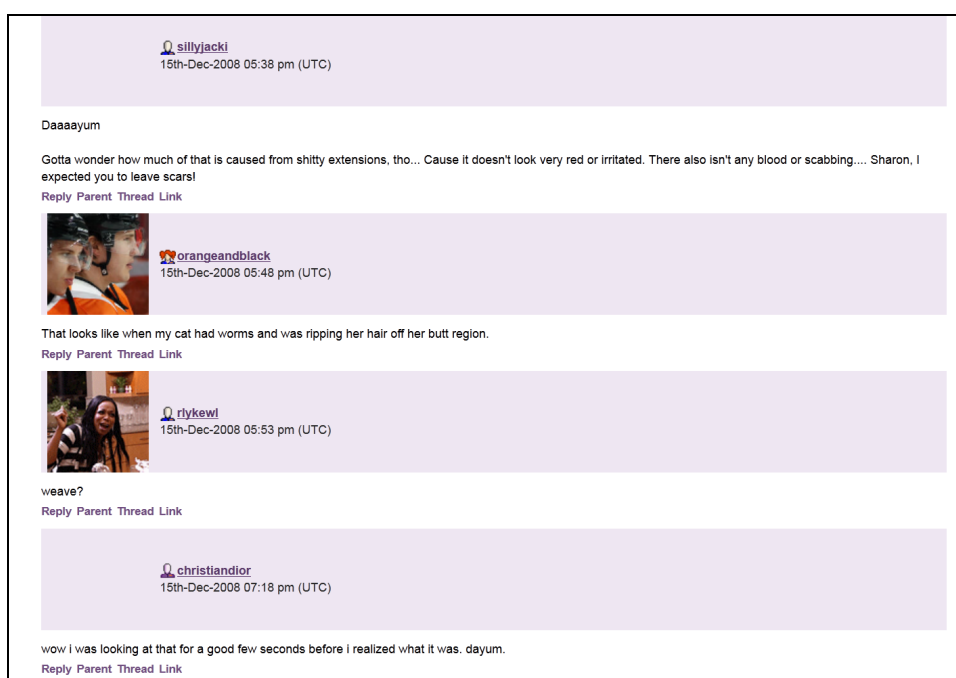 sillyjacki
15th-Dec-2008 05:38 pm (UTC)
Daaaayum
Gotta wonder how much of that is caused from shitty extensions, tho... Cause it doesn't look very red or irritated. There also isn't any blood or scabbing.... Sharon, I
expected you to leave scars!
Reply Parent Thread Link
orangeandblack
15th-Dec-2008 05:48 pm (UTC)
That looks like when my cat had worms and was ripping her hair off her butt region.
Reply Parent Thread Link
rlykewl
15th-Dec-2008 05:53 pm (UTC)
weave?
Reply Parent Thread Link
christiandior
15th-Dec-2008 07:18 pm (UTC)
wow i was looking at that for a good few seconds before i realized what it was. dayum.
Reply Parent Thread Link